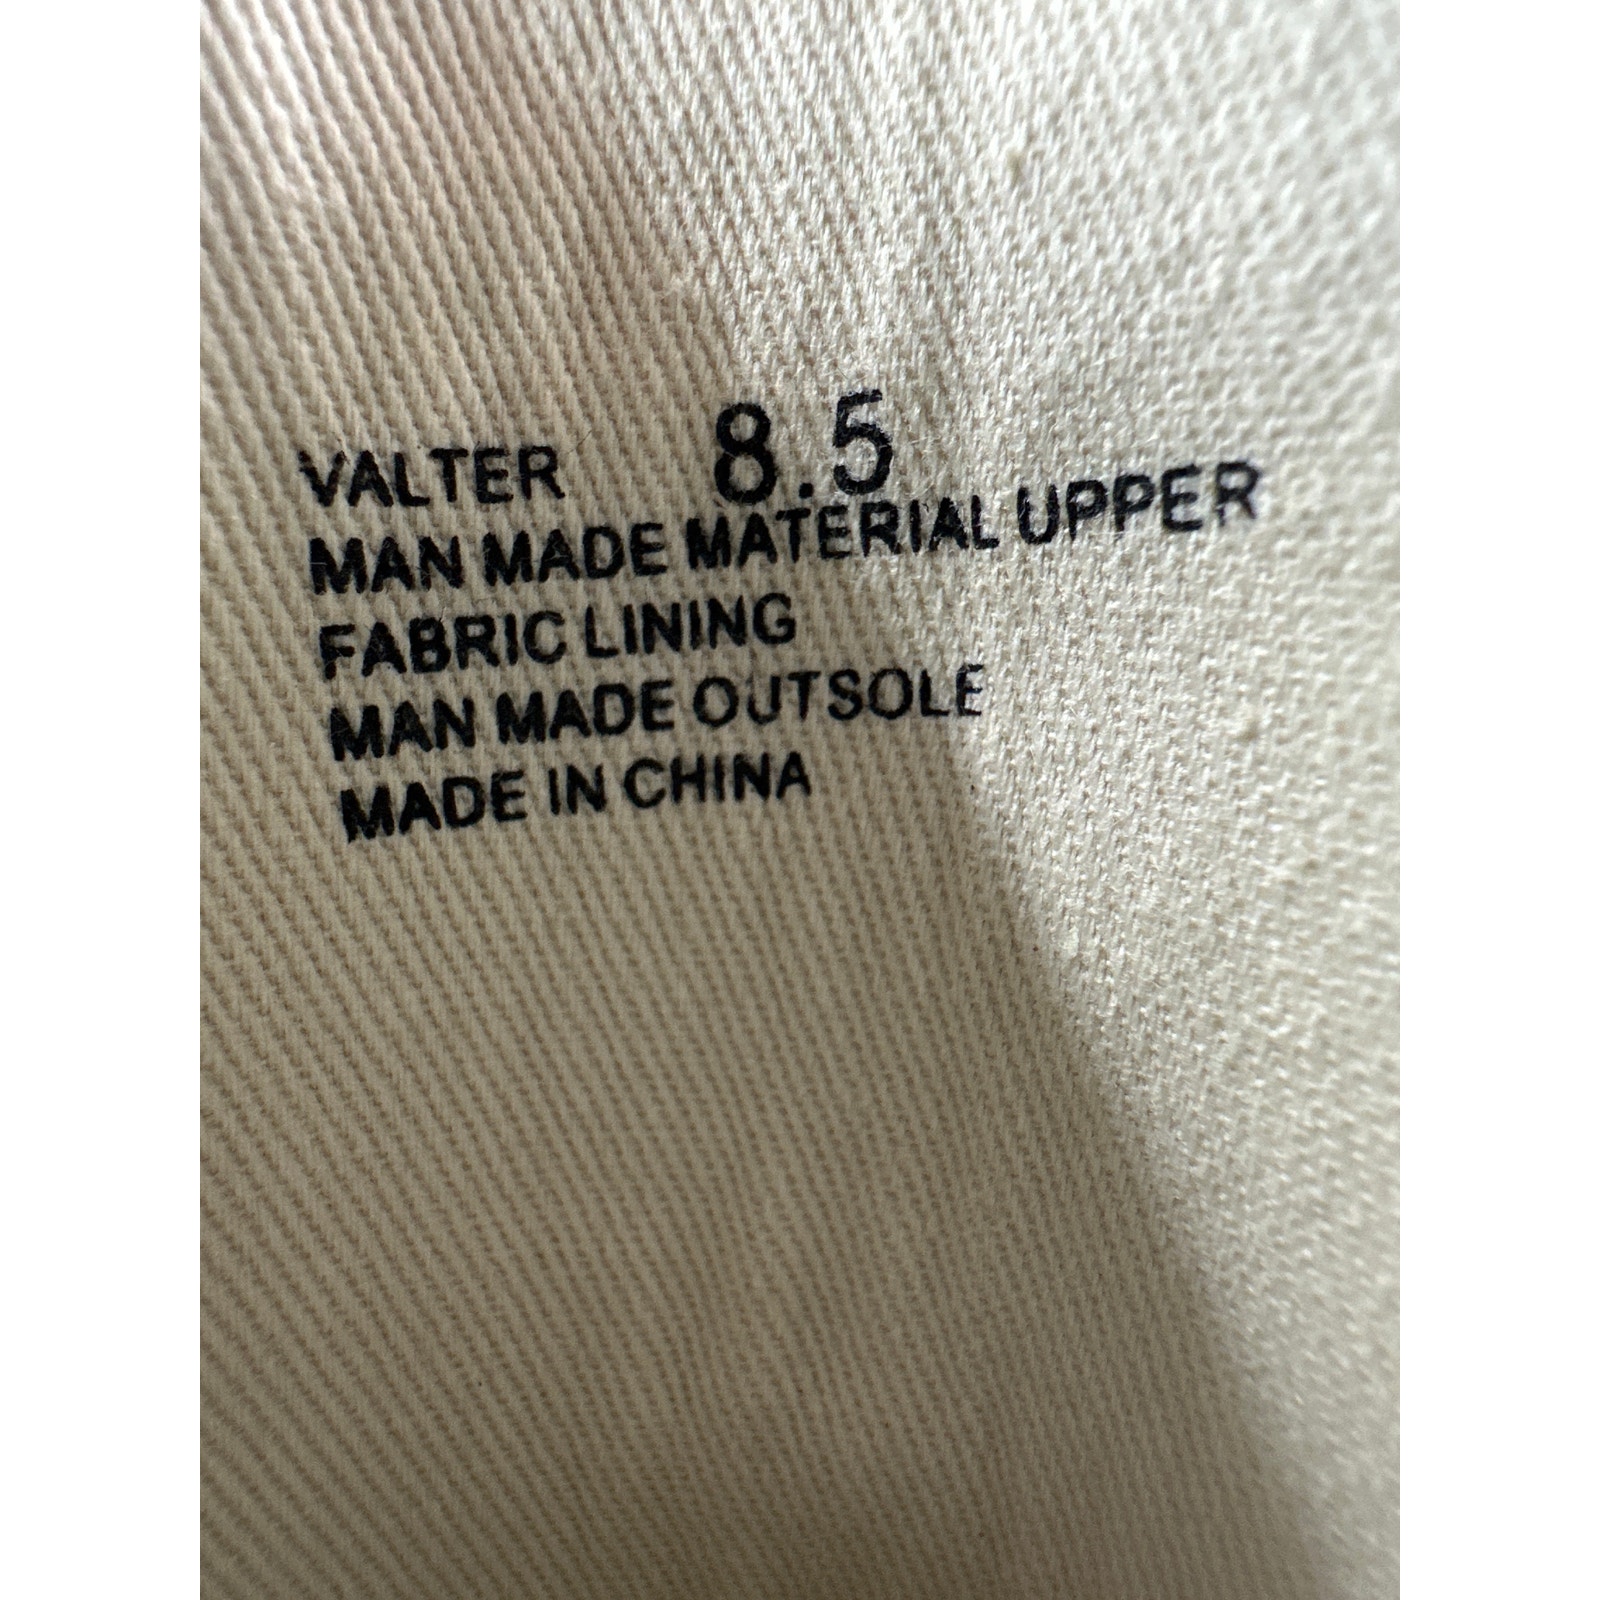 VALTER 8.5
MAN MADE MATERIAL UPPER
FABRIC LINING
MAN MADE OUTSOLE
MADE IN CHINA